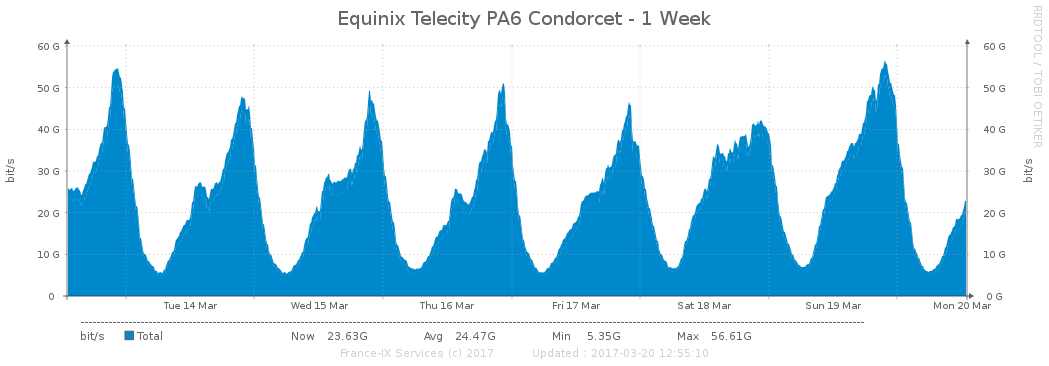 Equinix Telecity PA6 Condorcet - 1 Week
RRDTOOL / TOBI OETIKER
bit/s
bit/s
60 G 60 G
50 G 50 G
40 G 40 G
30 G 30 G
20 G 20 G
10 G 10 G
0 0 G
Tue 14 Mar Wed 15 Mar Thu 16 Mar Fri 17 Mar Sat 18 Mar Sun 19 Mar Mon 20 Mar
bit/s Total Now 23.63G Avg 24.47G Min 5.35G Max 56.61G
France-IX Services (c) 2017 Updated : 2017-03-20 12:55:10